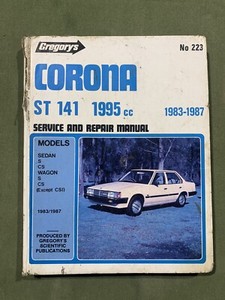 Gregory's
No 223
CORONA
ST 141 1995 cc
1983-1987
SERVICE AND REPAIR MANUAL
MODELS
SEDAN
S
CS
WAGON
S
CS
(Except CSi)
1983/1987
PRODUCED BY
GREGORY'S
SCIENTIFIC
PUBLICATIONS